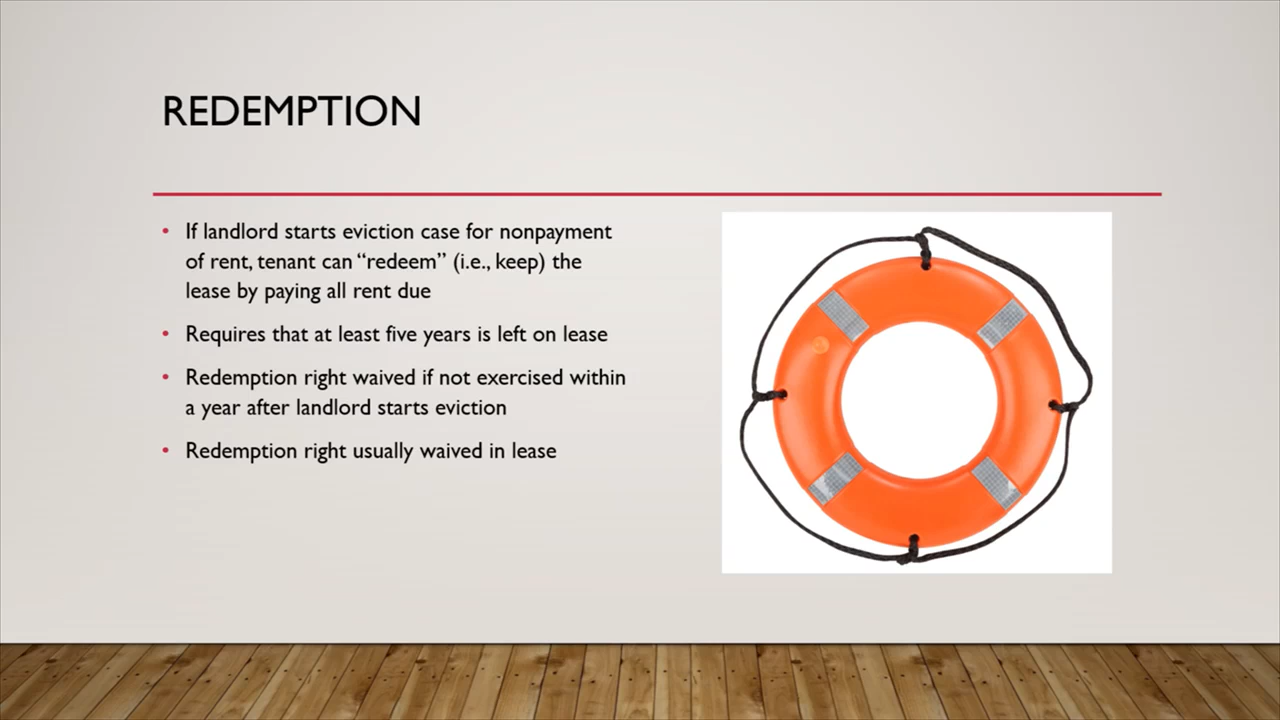 REDEMPTION
• If landlord starts eviction case for nonpayment
of rent, tenant can “redeem” (i.e., keep) the
lease by paying all rent due
• Requires that at least five years is left on lease
• Redemption right waived if not exercised within
a year after landlord starts eviction
• Redemption right usually waived in lease